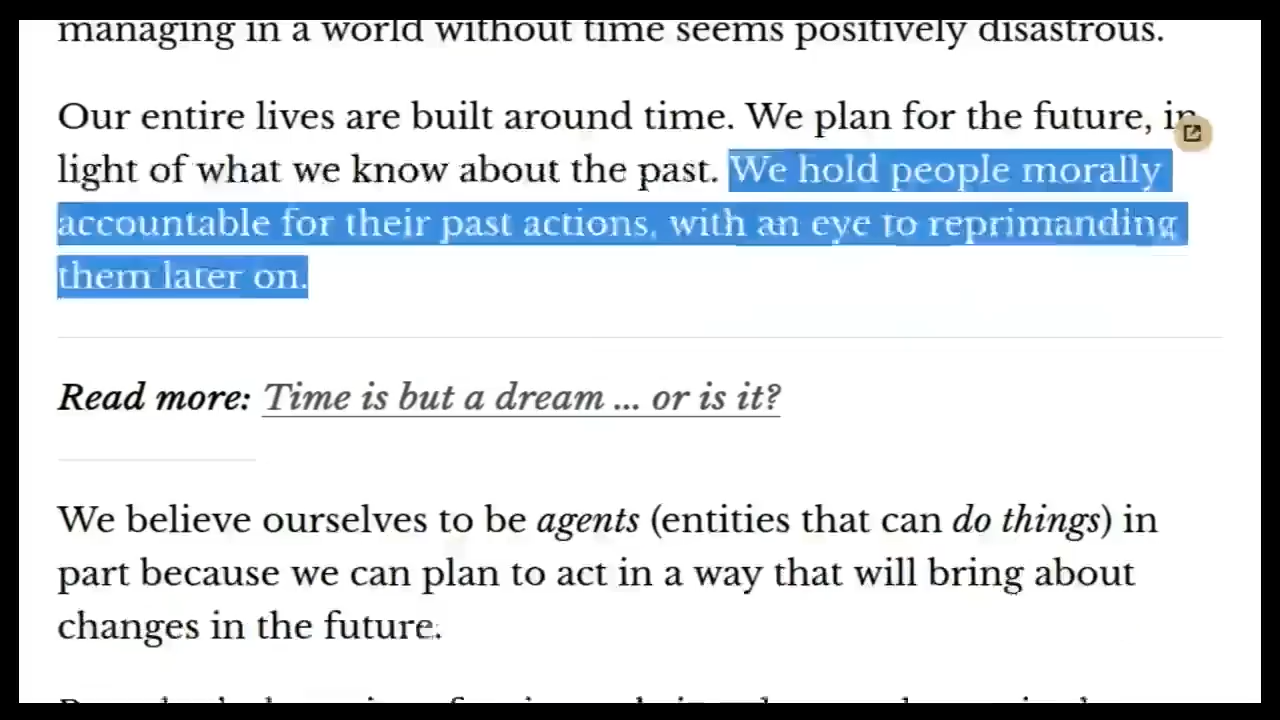 managing in a world without time seems positively disastrous.
Our entire lives are built around time. We plan for the future, in
light of what we know about the past. We hold people morally
accountable for their past actions, with an eye to reprimanding
them later on.
Read more: Time is but a dream ... or is it?
We believe ourselves to be agents (entities that can do things) in
part because we can plan to act in a way that will bring about
changes in the future.